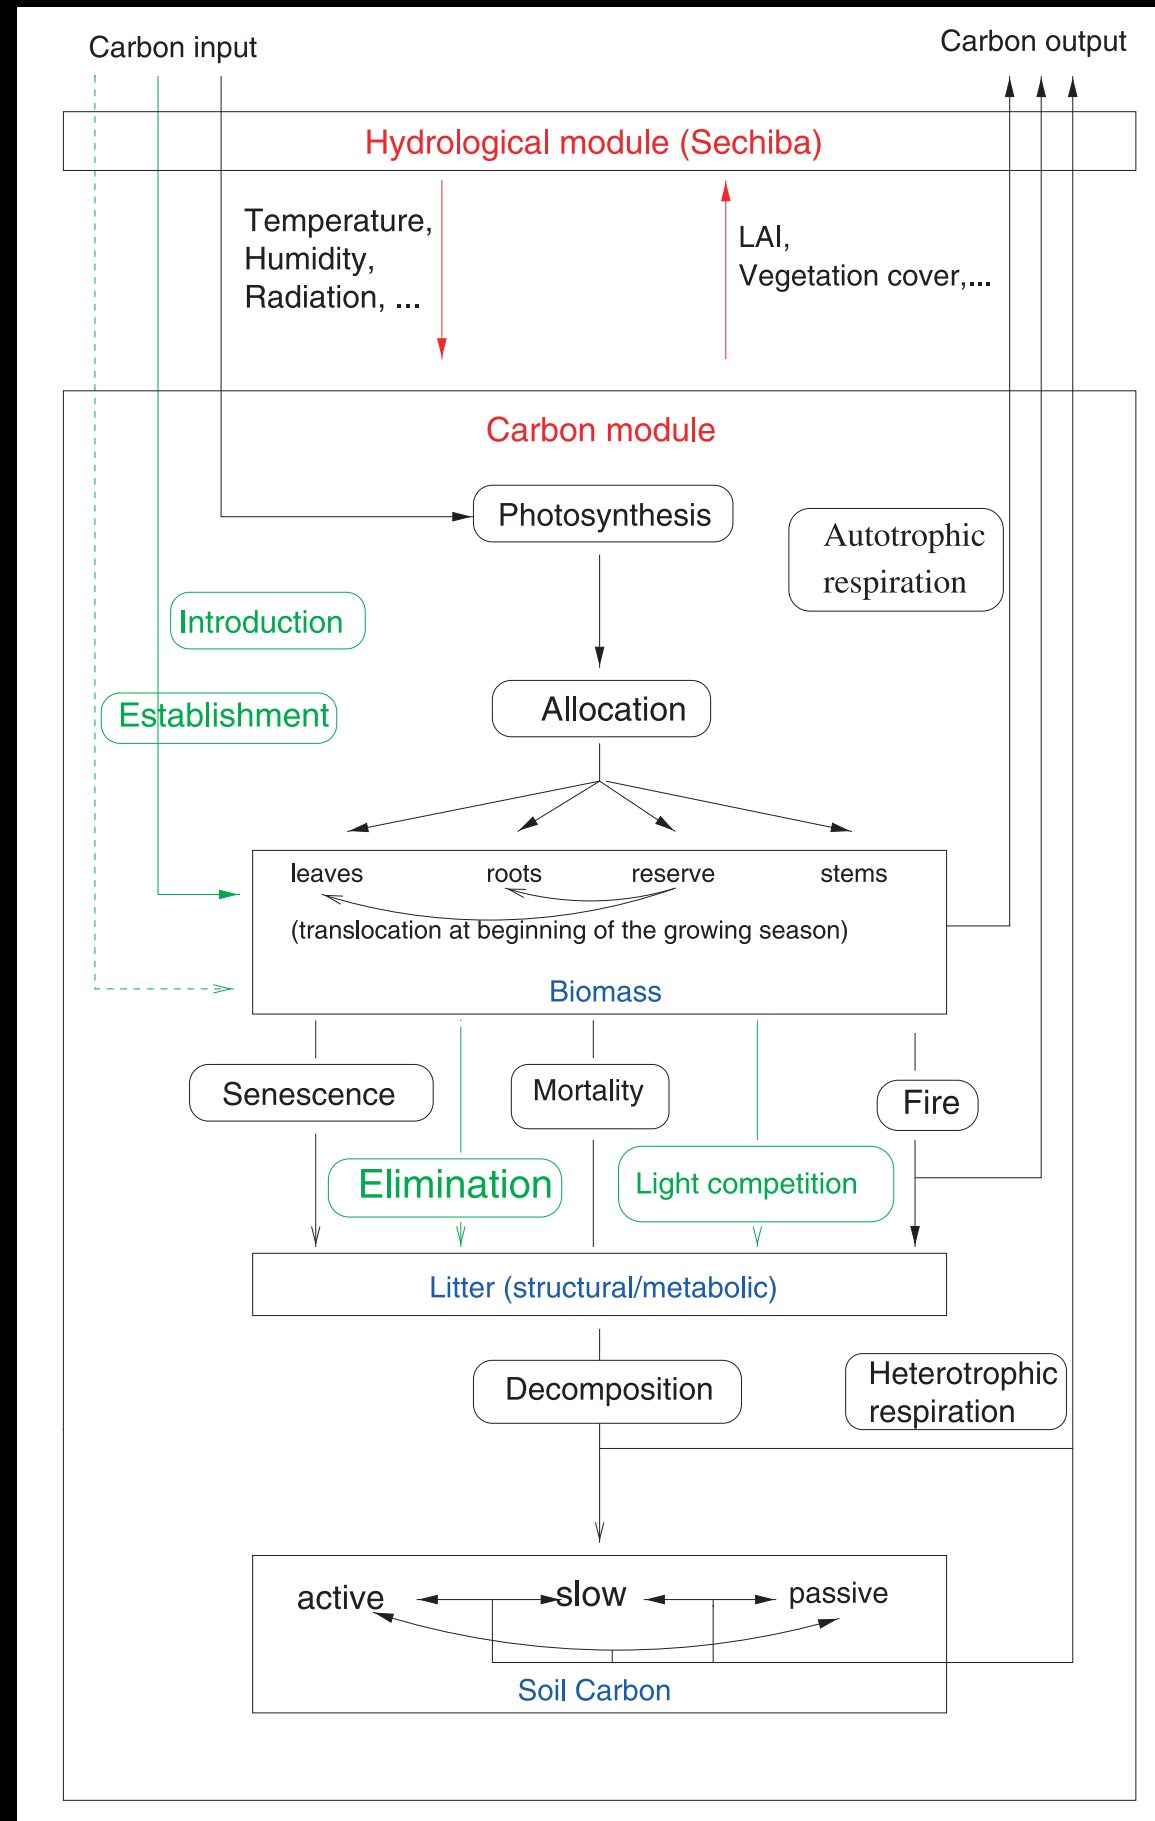 Carbon input
Carbon output
Hydrological module (Sechiba)
Temperature,
Humidity,
Radiation, ...
LAI,
Vegetation cover,...
Carbon module
Photosynthesis
Autotrophic
respiration
Introduction
Allocation
Establishment
leaves roots reserve stems
(translocation at beginning of the growing season)
Biomass
Senescence
Mortality
Fire
Elimination
Light competition
Litter (structural/metabolic)
Decomposition
Heterotrophic
respiration
active slow passive
Soil Carbon